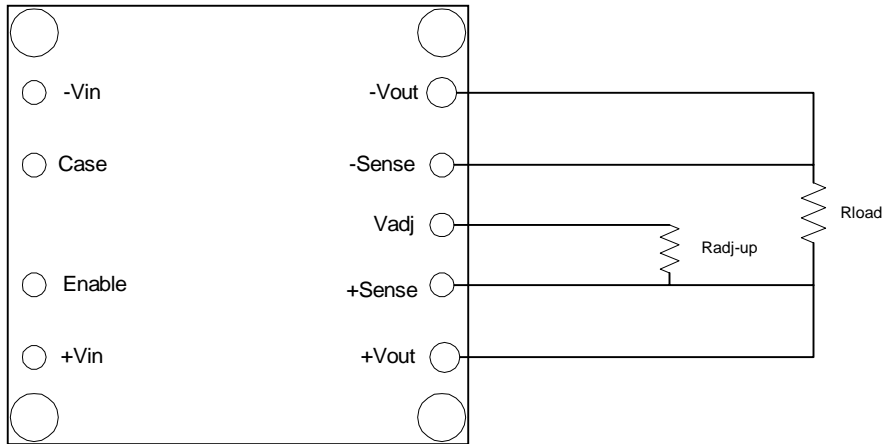 -Vin
-Vout
Case
-Sense
Vadj
Rload
Radj-up
Enable
+Sense
+Vin
+Vout